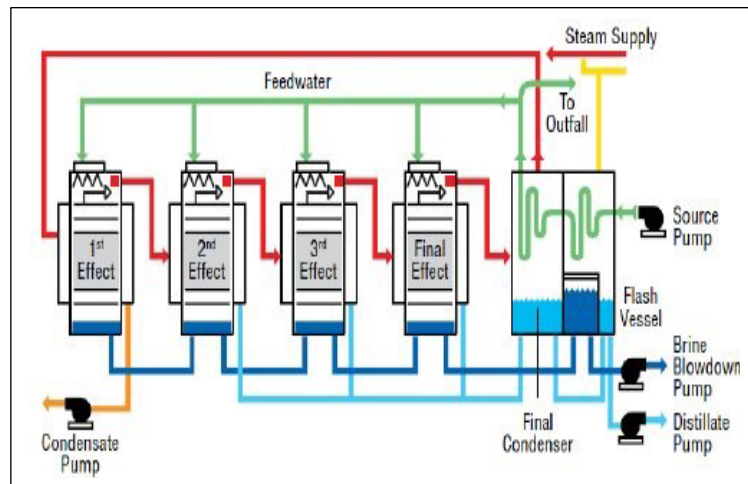 Steam Supply
Feedwater
To
Outfall
1st
Effect
2nd
Effect
3rd
Effect
Final
Effect
Source
Pump
Flash
Vessel
Brine
Blowdown
Pump
Final
Condenser
Distillate
Pump
Condensate
Pump